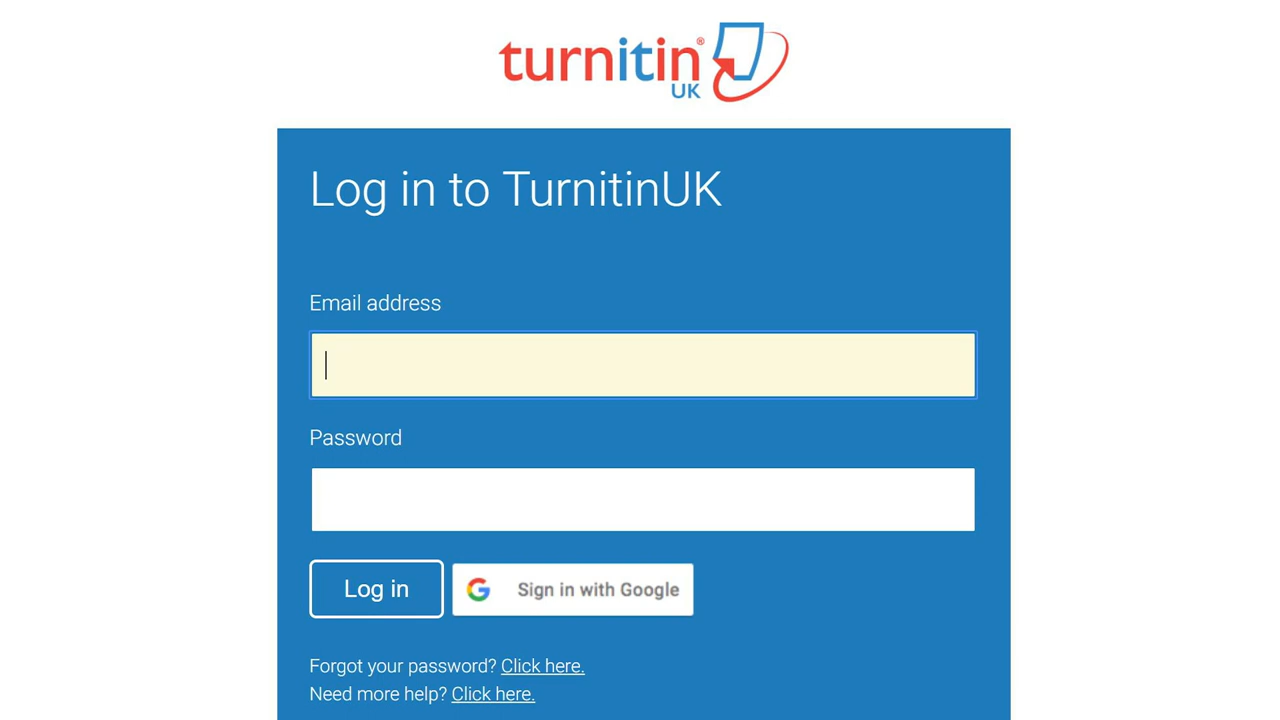 turnitin®
UK
Log in to TurnitinUK
Email address
Password
Log in
Sign in with Google
Forgot your password? Click here.
Need more help? Click here.